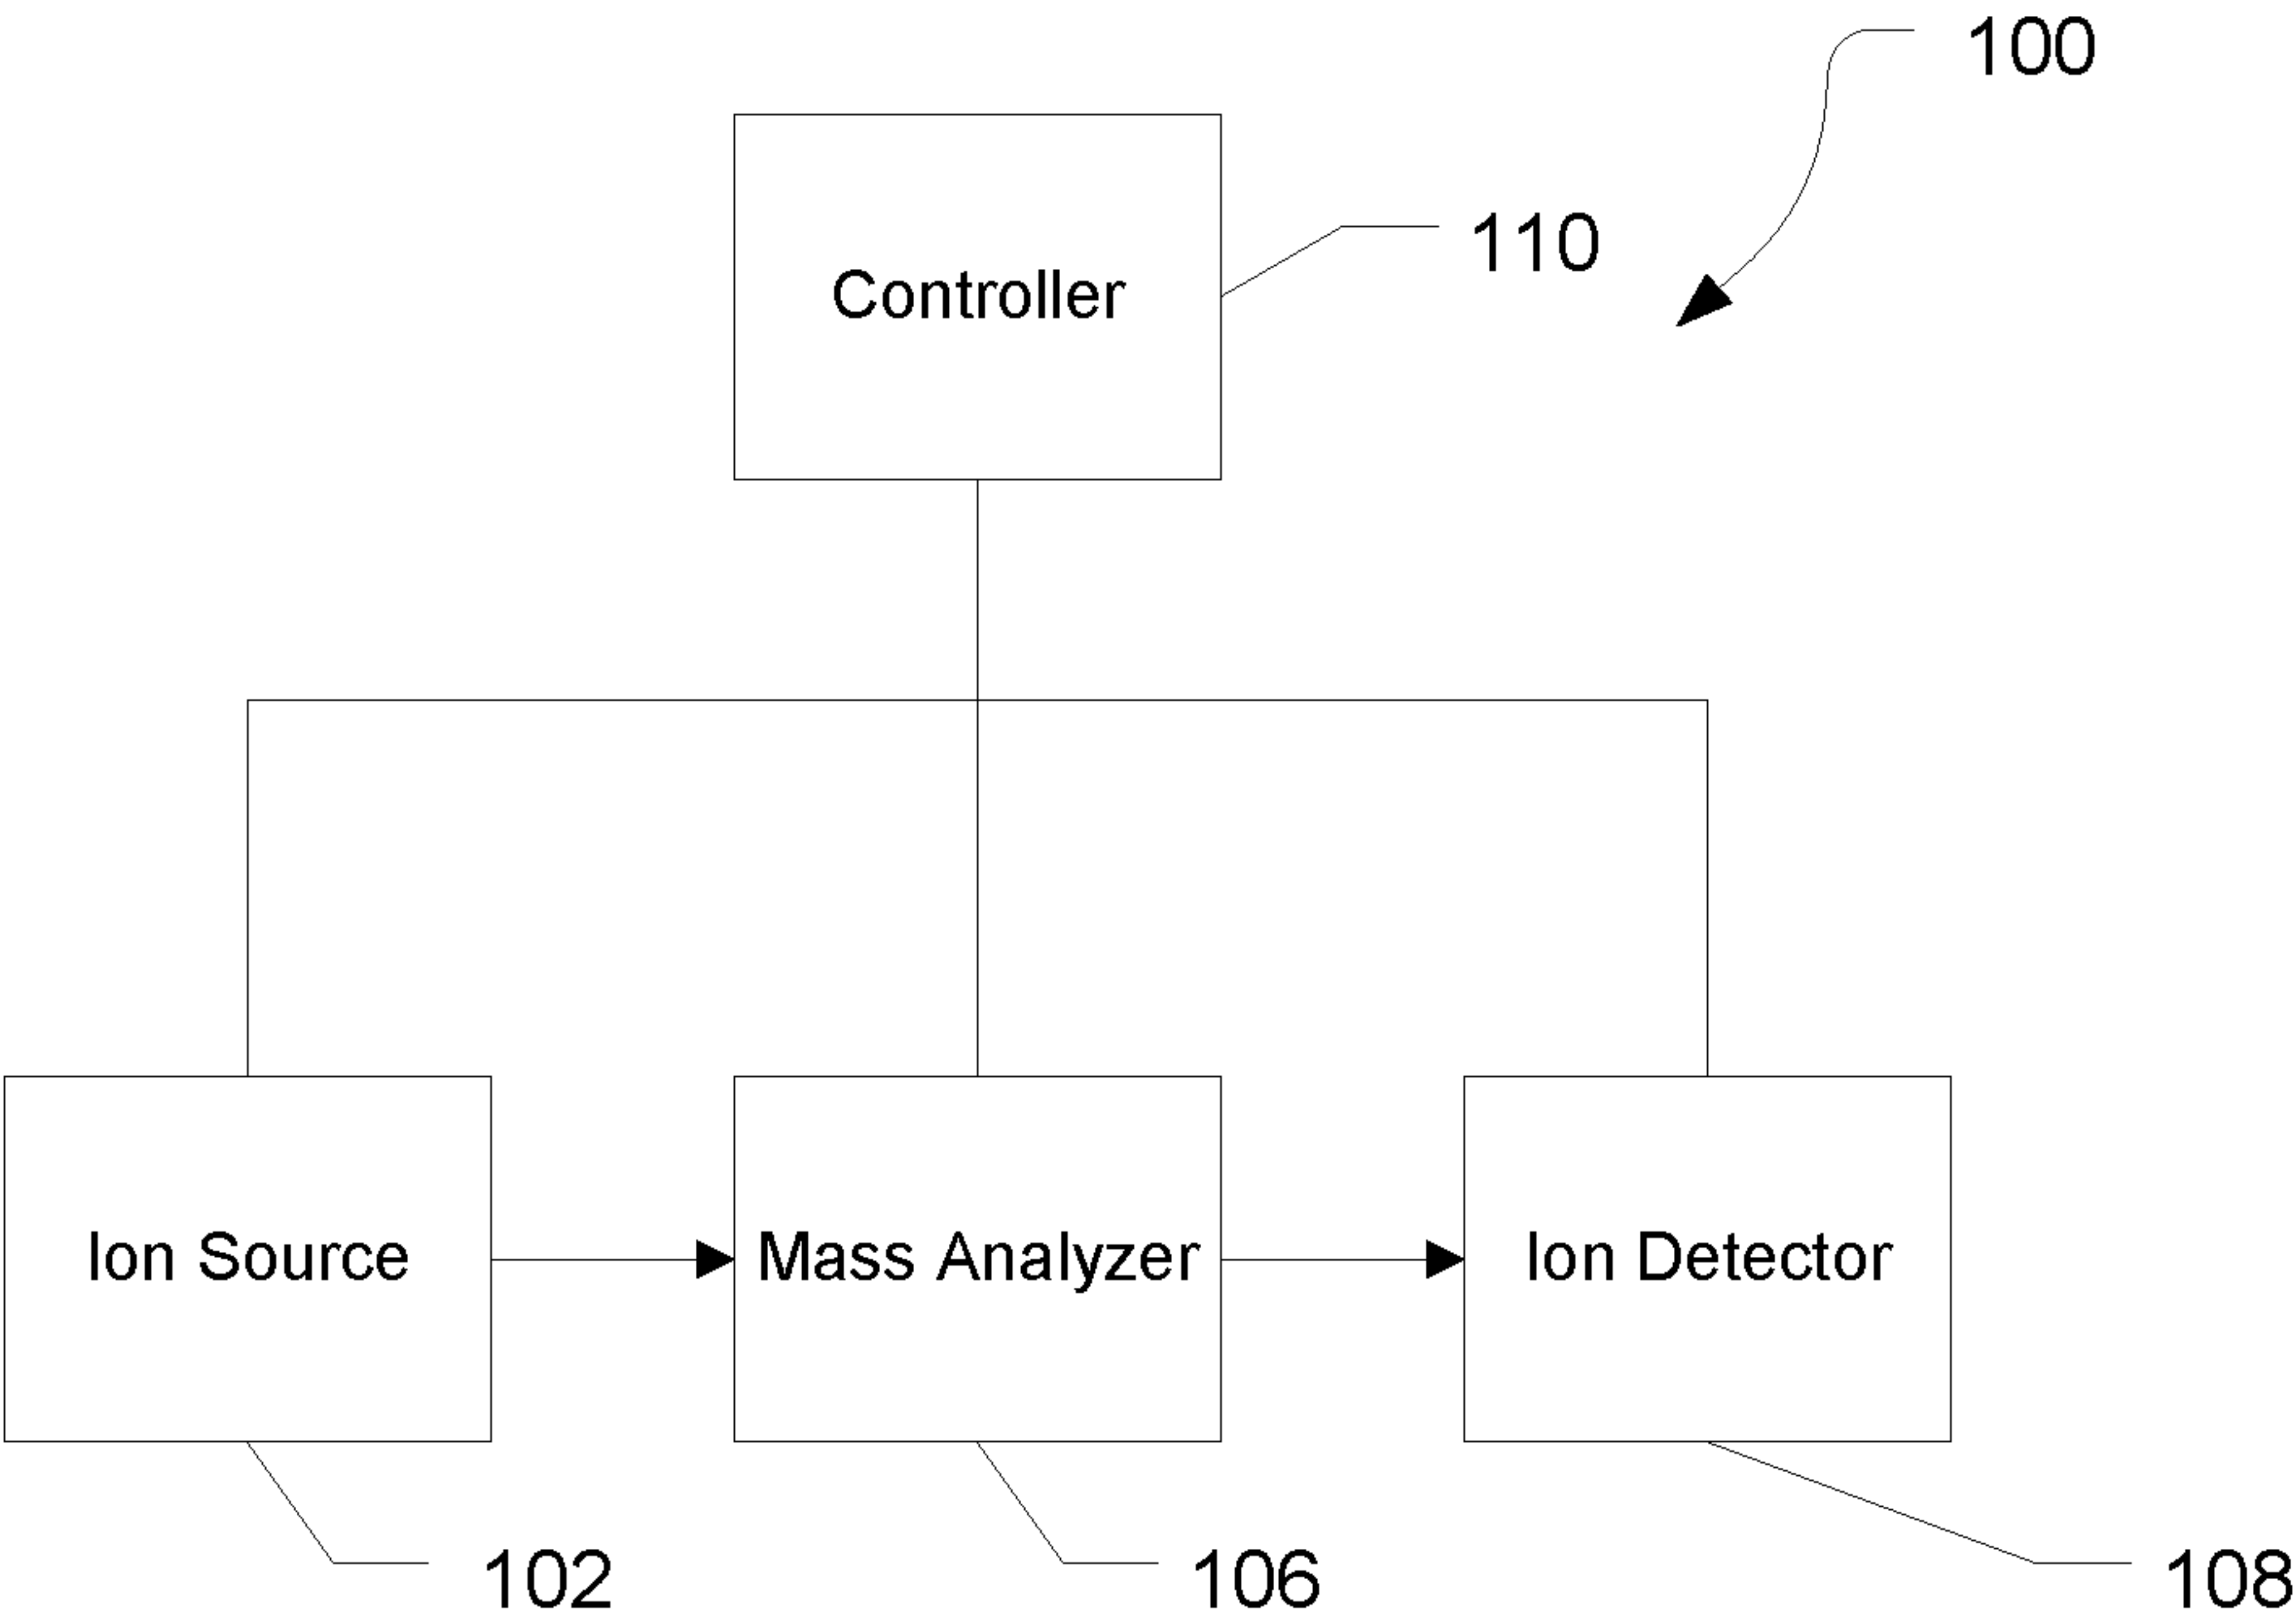 100
110
Controller
Ion Source
Mass Analyzer
Ion Detector
102
106
108